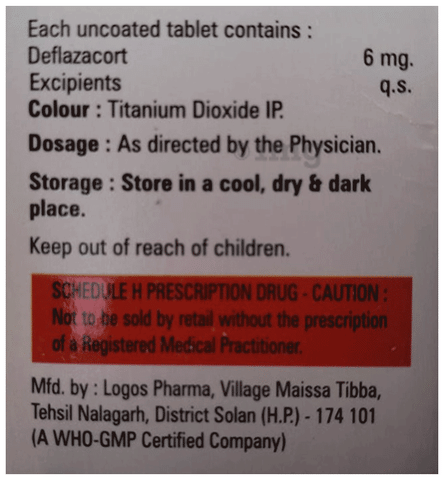 Each uncoated tablet contains :
Deflazacort 6 mg.
Excipients q.s.
Colour : Titanium Dioxide IP.
Dosage : As directed by the Physician.
Storage : Store in a cool, dry & dark
place.
Keep out of reach of children.
SCHEDULE H PRESCRIPTION DRUG - CAUTION :
Not to be sold by retail without the prescription
of a Registered Medical Practitioner.
Mfd. by : Logos Pharma, Village Maissa Tibba,
Tehsil Nalagarh, District Solan (H.P.) - 174 101
(A WHO-GMP Certified Company)